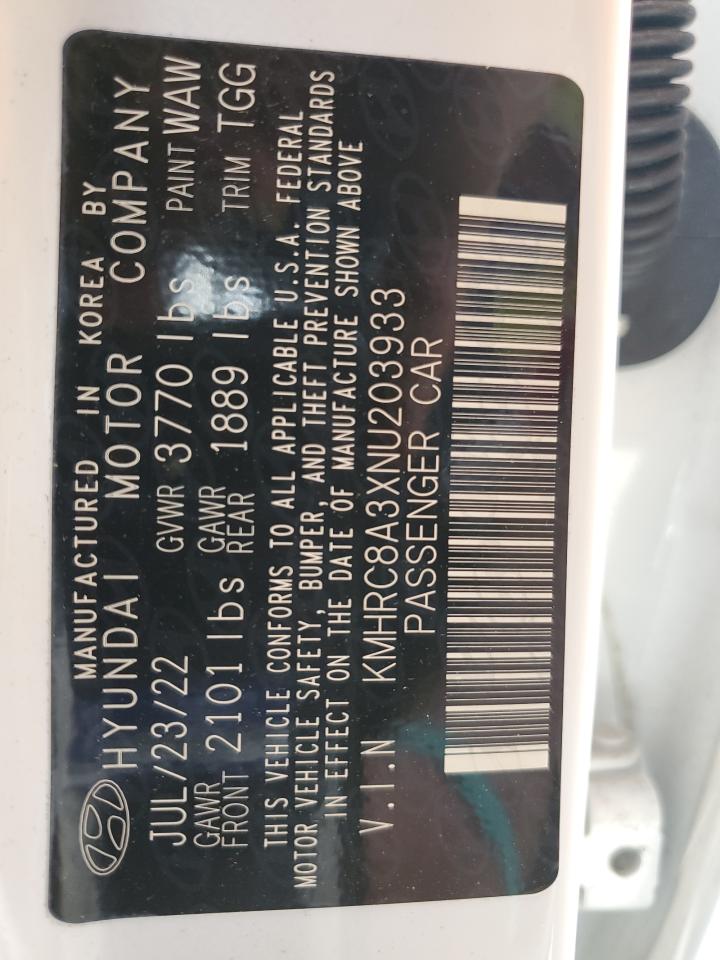 MANUFACTURED IN KOREA BY
HYUNDAI MOTOR COMPANY
JUL/23/22 GVWR 3770 lbs PAINT WAW
GAWR FRONT 2101 lbs GAWR REAR 1889 lbs TRIM TGG
THIS VEHICLE CONFORMS TO ALL APPLICABLE U.S.A. FEDERAL
MOTOR VEHICLE SAFETY, BUMPER, AND THEFT PREVENTION STANDARDS
IN EFFECT ON THE DATE OF MANUFACTURE SHOWN ABOVE
V.I.N KMHRC8A3XNU203933
PASSENGER CAR